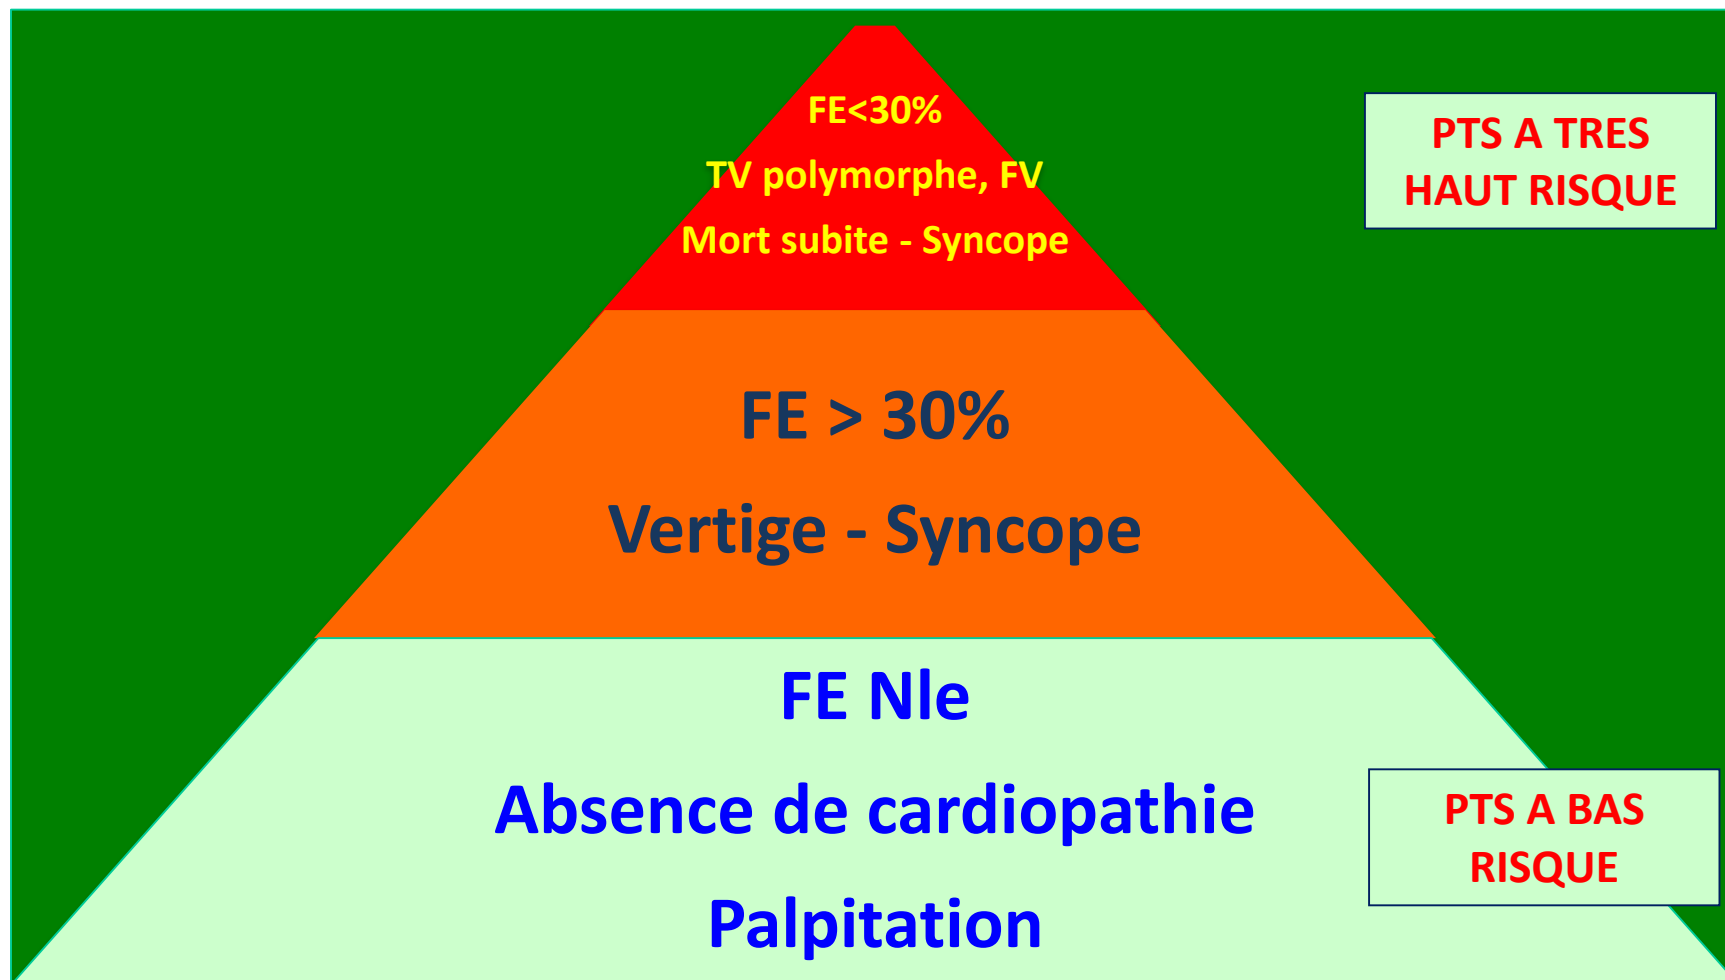 FE<30%
TV polymorphe, FV
Mort subite - Syncope
PTS A TRES
HAUT RISQUE
FE > 30%
Vertige - Syncope
FE Nle
Absence de cardiopathie
Palpitation
PTS A BAS
RISQUE